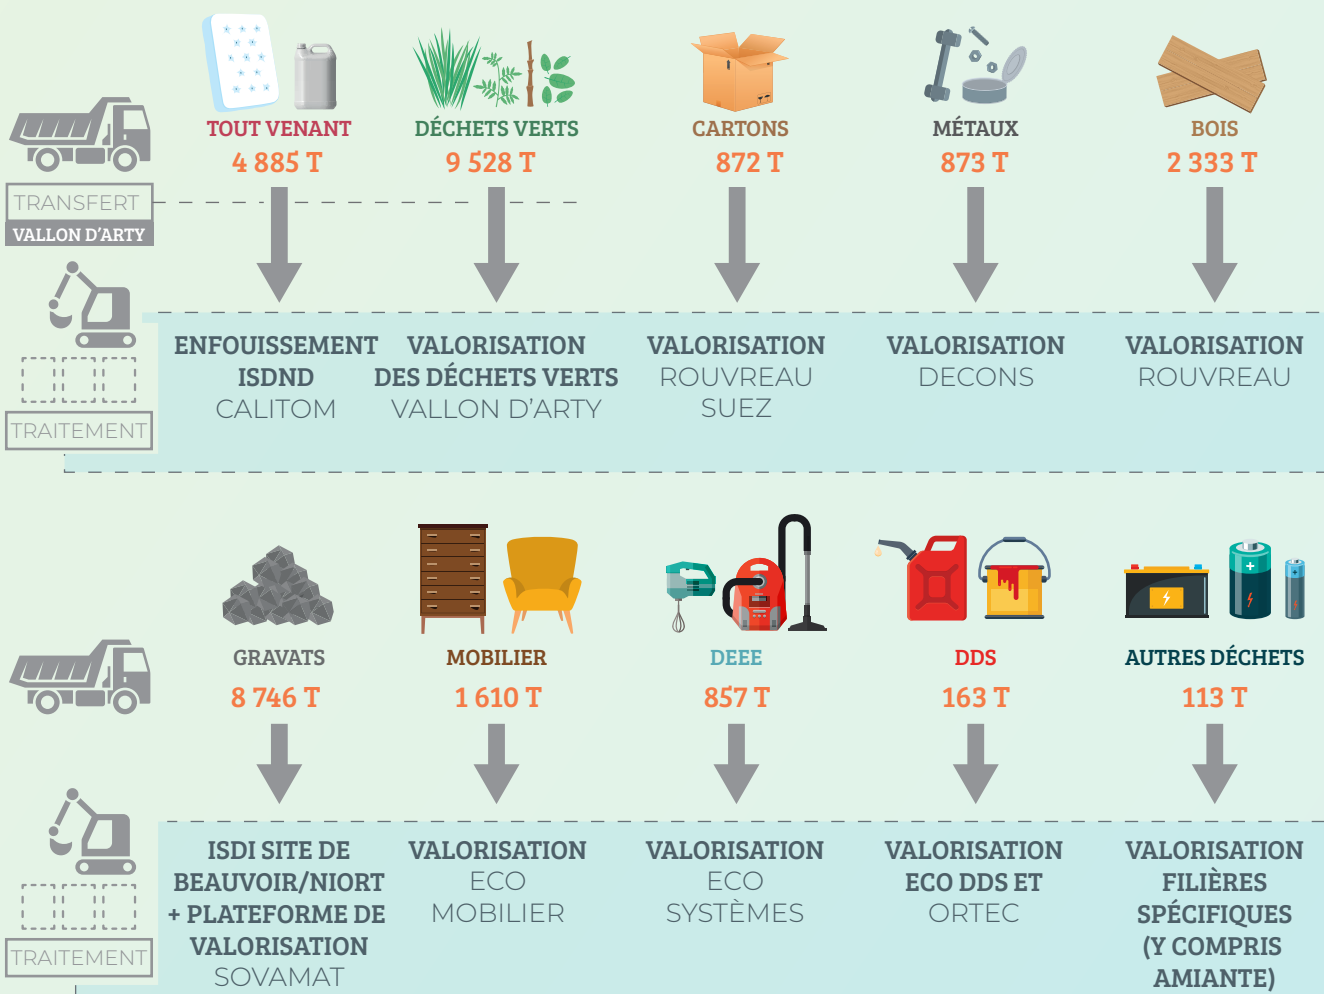 TOUT VENANT
4 885 T
DÉCHETS VERTS
9 528 T
CARTONS
872 T
MÉTAUX
873 T
BOIS
2 333 T
TRANSFERT
VALLON D'ARTY
ENFOUISSEMENT
ISDND
CALITOM
VALORISATION
DES DÉCHETS VERTS
VALLON D'ARTY
VALORISATION
ROUVREAU
SUEZ
VALORISATION
DECONS
VALORISATION
ROUVREAU
TRAITEMENT
GRAVATS
8 746 T
MOBILIER
1 610 T
DEEE
857 T
DDS
163 T
AUTRES DÉCHETS
113 T
ISDI SITE DE
BEAUVOIR/NIORT
+ PLATEFORME DE
VALORISATION
SOVAMAT
VALORISATION
ECO
MOBILIER
VALORISATION
ECO
SYSTÈMES
VALORISATION
ECO DDS ET
ORTEC
VALORISATION
FILIÈRES
SPÉCIFIQUES
(Y COMPRIS
AMIANTE)
TRAITEMENT